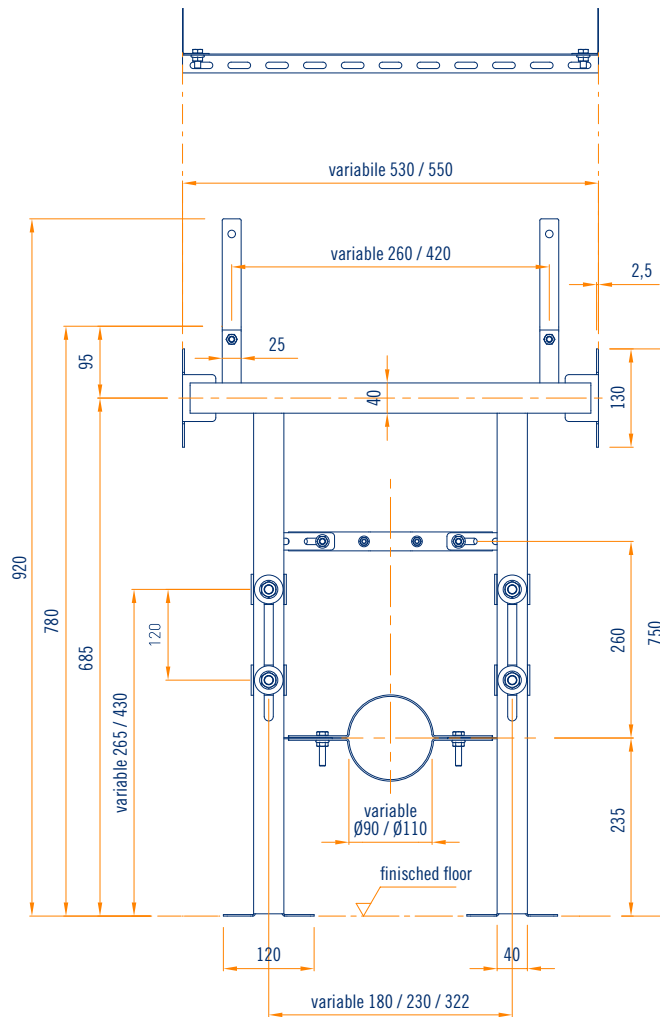 variabile 530 / 550
variable 260 / 420
2,5
25
95
40
130
920
780
685
120
260
750
variable 265 / 430
235
variable
Ø90 / Ø110
finisched floor
120
40
variable 180 / 230 / 322